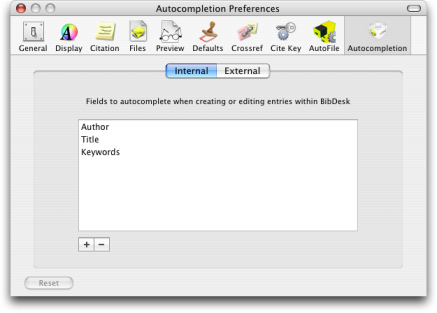 Autocompletion Preferences
General Display Citation Files Preview Defaults Crossref Cite Key AutoFile Autocompletion
Internal External
Fields to autocomplete when creating or editing entries within BibDesk
Author
Title
Keywords
+ −
Reset